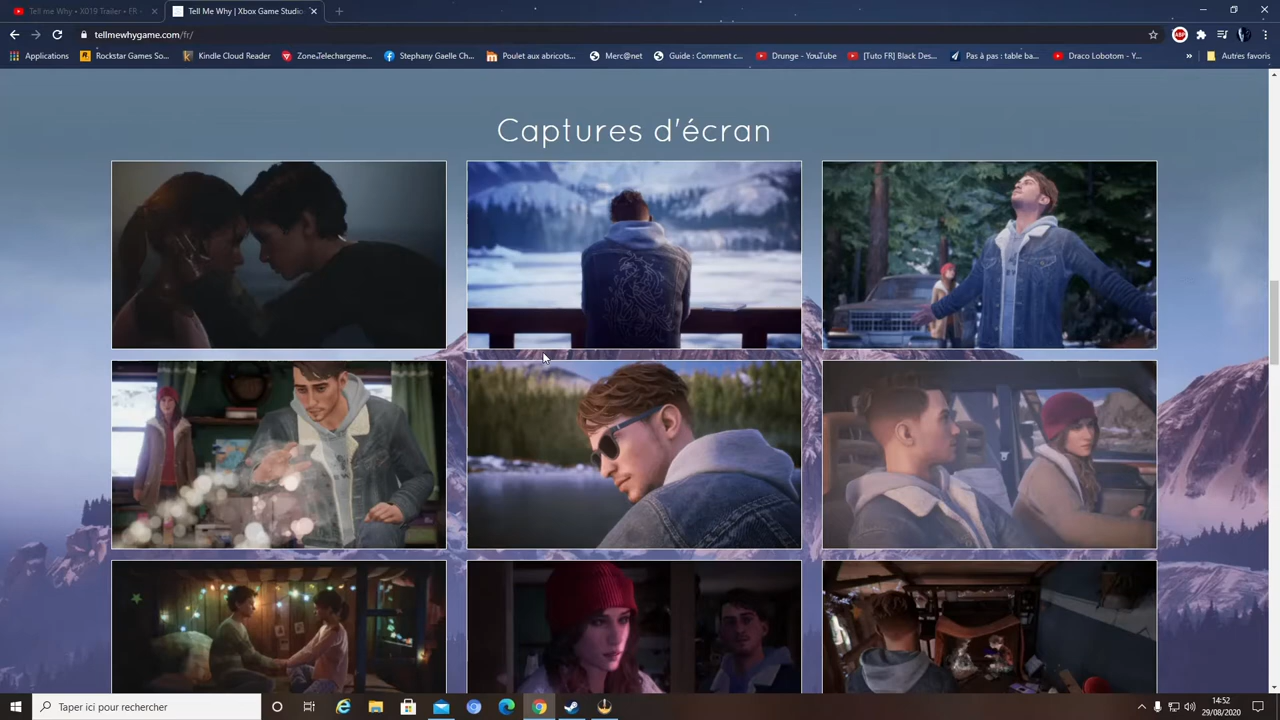 Tell me Why • X019 Trailer • FR -
Tell Me Why | Xbox Game Studio
tellmewhygame.com/fr/
Applications
Rockstar Games So...
Kindle Cloud Reader
ZoneTelechargeme...
Stephany Gaelle Ch...
Poulet aux abricots...
Merc@net
Guide : Comment c...
Drunge - YouTube
[Tuto FR] Black Des...
Pas à pas : table ba...
Draco Lobotom - Y...
»
Autres favoris
ABP
Captures d'écran
Taper ici pour rechercher
14:52
29/08/2020